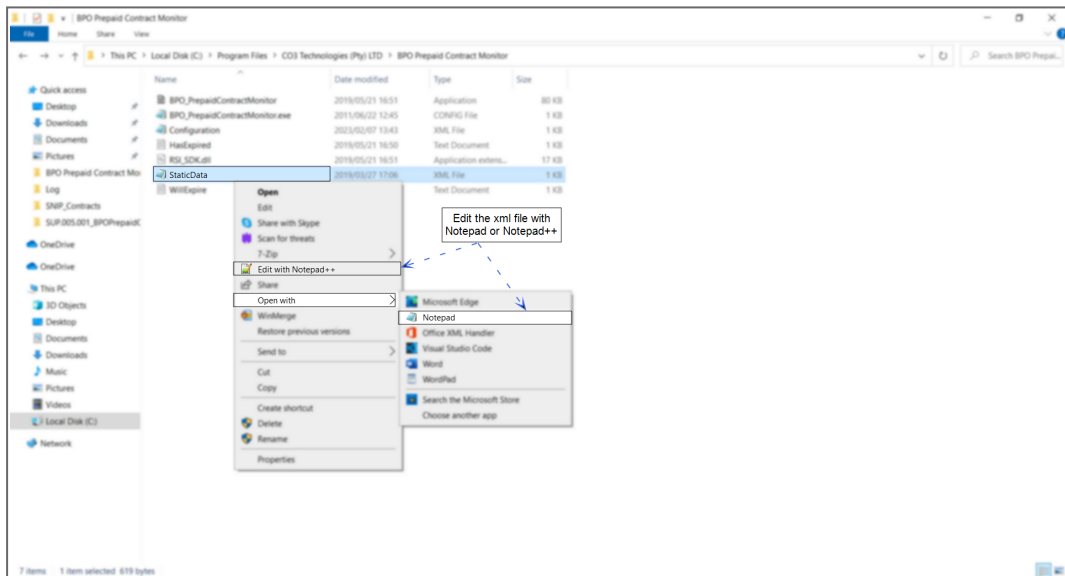 BPO Prepaid Contract Monitor
File Home Share View
This PC > Local Disk (C:) > Program Files > CO3 Technologies (Pty) LTD > BPO Prepaid Contract Monitor
Search BPO Prepai...
Name Date modified Type Size
Quick access
Desktop
Downloads
Documents
Pictures
BPO Prepaid Contract Mo
Log
SNIP_Contracts
SUP.005.001_BPOPrepaidC
OneDrive
OneDrive
This PC
3D Objects
Desktop
Documents
Downloads
Music
Pictures
Videos
Local Disk (C:)
Network
BPO_PrepaidContractMonitor 2019/05/21 16:51 Application 80 KB
BPO_PrepaidContractMonitor.exe 2011/06/22 12:45 CONFIG File 1 KB
Configuration 2023/02/07 13:43 XML File 1 KB
HasExpired 2019/05/21 16:50 Text Document 1 KB
RSI_SDK.dll 2019/05/21 16:51 Application extens... 17 KB
StaticData 2019/03/27 17:06 XML File 1 KB
WillExpire Text Document 1 KB
Open
Edit
Share with Skype
Scan for threats
7-Zip
Edit with Notepad++
Share
Open with
WinMerge
Restore previous versions
Send to
Cut
Copy
Create shortcut
Delete
Rename
Properties
Edit the xml file with
Notepad or Notepad++
Microsoft Edge
Notepad
Office XML Handler
Visual Studio Code
Word
WordPad
Search the Microsoft Store
Choose another app
7 items 1 item selected 619 bytes